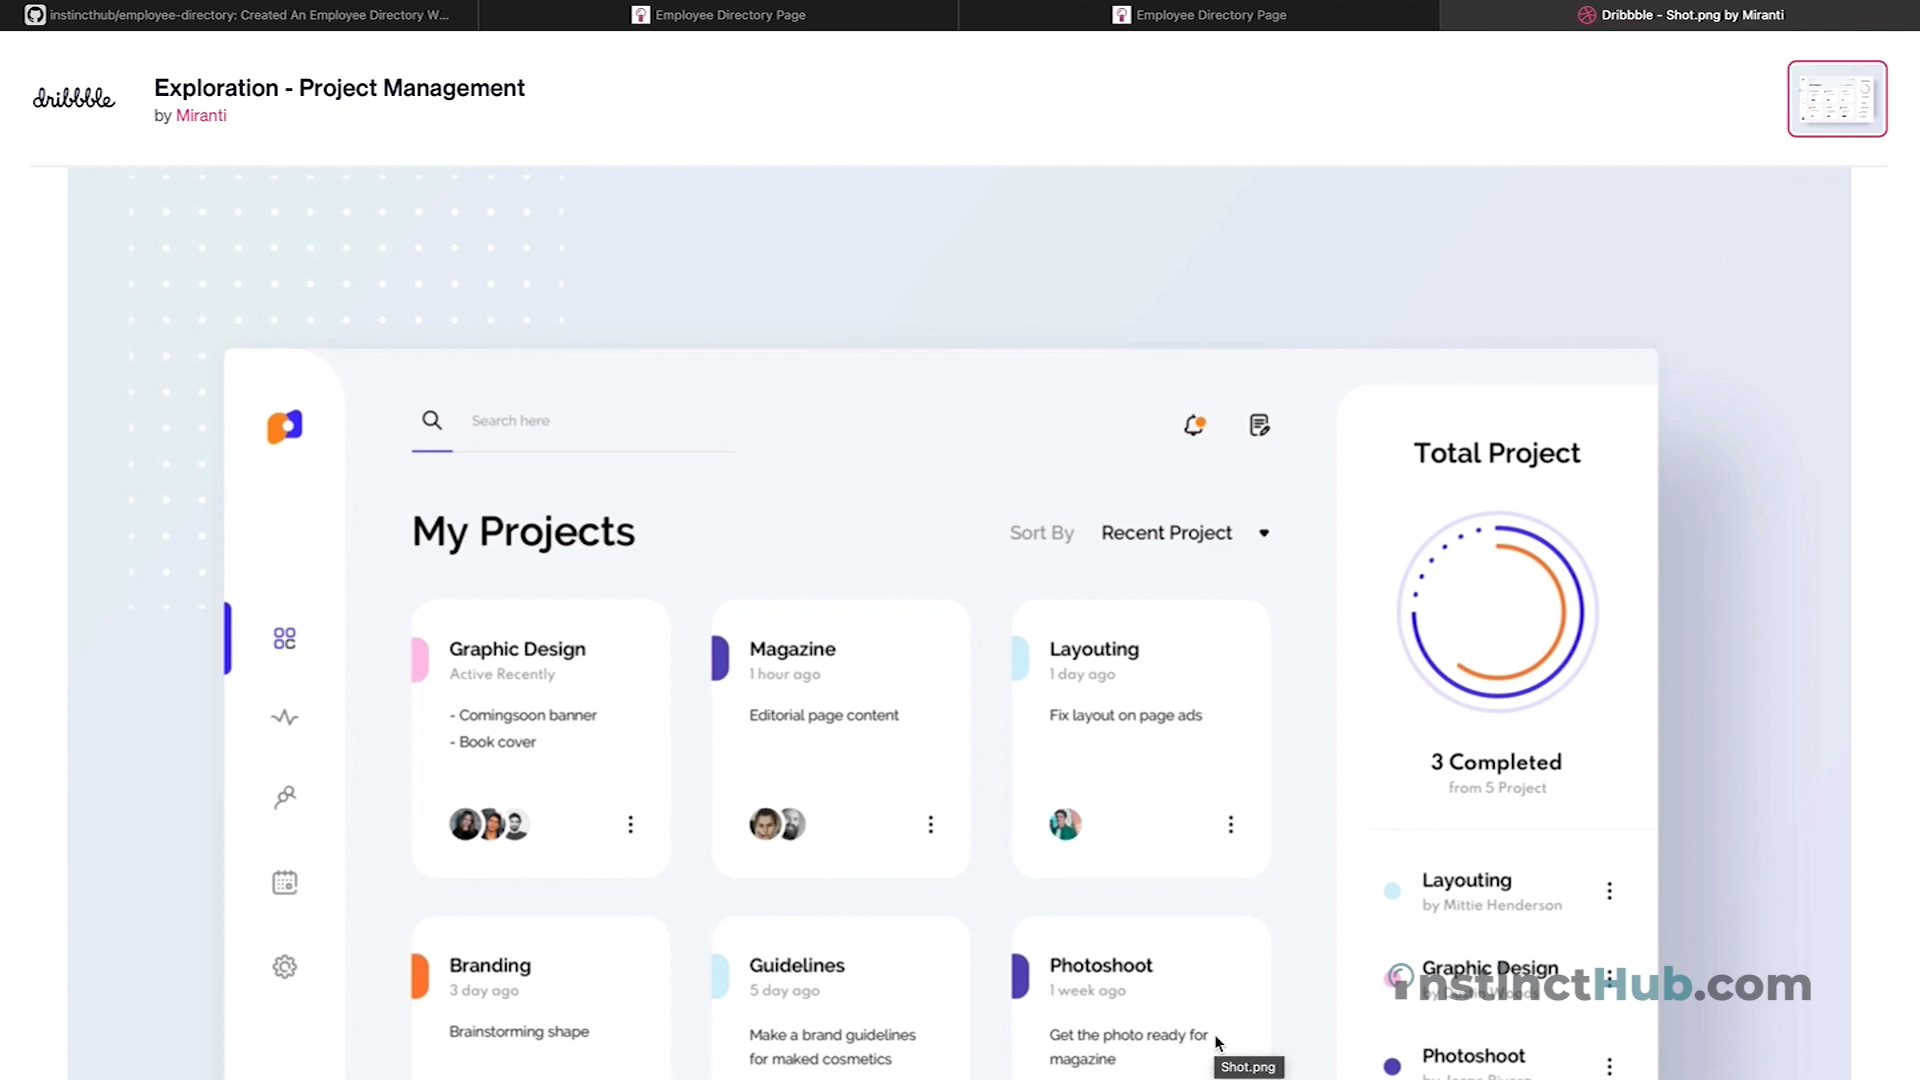 instincthub/employee-directory: Created An Employee Directory W...
Employee Directory Page
Employee Directory Page
Dribbble - Shot.png by Miranti
dribbble
Exploration - Project Management
by Miranti
Search here
Total Project
My Projects
Sort By Recent Project
Graphic Design
Active Recently
- Comingsoon banner
- Book cover
Magazine
1 hour ago
Editorial page content
Layouting
1 day ago
Fix layout on page ads
3 Completed
from 5 Project
Layouting
by Mittie Henderson
Graphic Design
by Dustin Woods
InstinctHub.com
Photoshoot
Branding
3 day ago
Brainstorming shape
Guidelines
5 day ago
Make a brand guidelines
for maked cosmetics
Photoshoot
1 week ago
Get the photo ready for
magazine
Shot.png